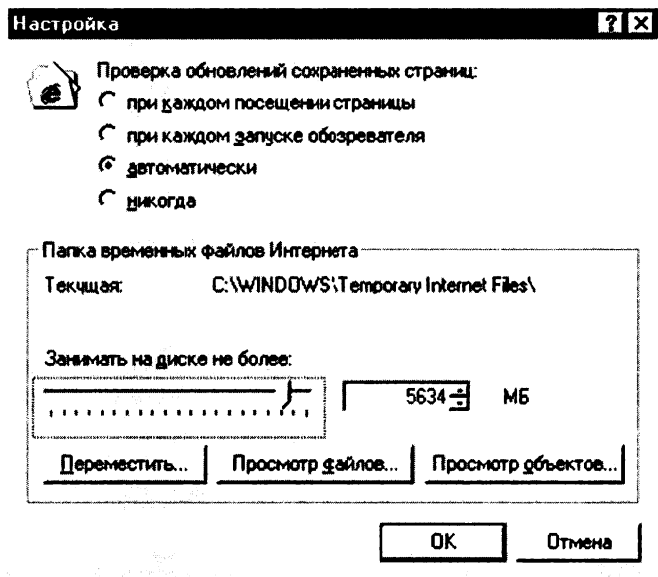 Настройка
Проверка обновлений сохраненных страниц:
при каждом посещении страницы
при каждом запуске обозревателя
автоматически
никогда
Папка временных файлов Интернета
Текущая: C:\WINDOWS\Temporary Internet Files\
Занимать на диске не более:
5634 МБ
Переместить... Просмотр файлов... Просмотр объектов...
OK Отмена